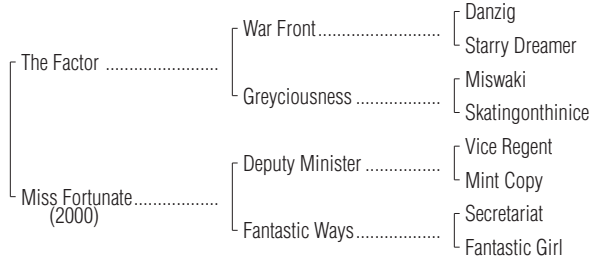 Danzig
War Front...........................
Starry Dreamer
The Factor .........................
Miswaki
Greyciousness ...................
Skatingonthinice
Vice Regent
Deputy Minister .................
Mint Copy
Miss Fortunate...................
(2000)
Secretariat
Fantastic Ways...................
Fantastic Girl